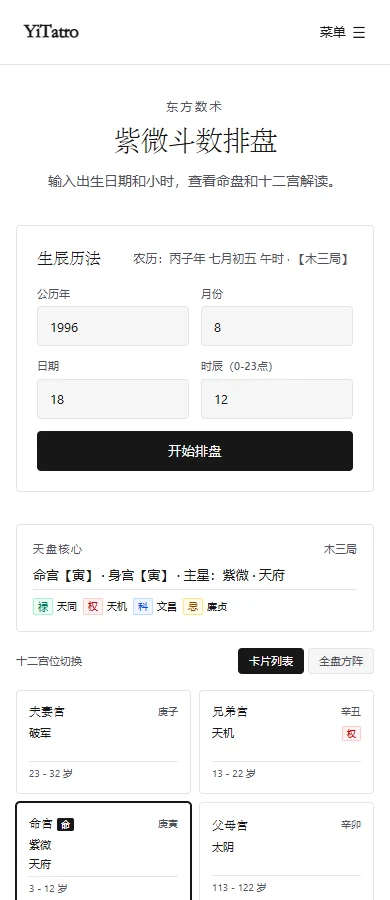 YiTatro
菜单
东方数术
紫微斗数排盘
输入出生日期和小时，查看命盘和十二宫解读。
生辰历法
农历：丙子年 七月初五 午时 · 【木三局】
公历年
月份
1996
8
日期
时辰（0-23点）
18
12
开始排盘
天盘核心
木三局
命宫【寅】 · 身宫【寅】 · 主星：紫微 · 天府
禄 天同 权 天机 科 文昌 忌 廉贞
十二宫位切换
卡片列表
全盘方阵
夫妻宫
庚子
破军
23 - 32 岁
兄弟宫
辛丑
天机
权
13 - 22 岁
命宫 命
庚寅
紫微
天府
3 - 12 岁
父母宫
辛卯
太阴
113 - 122 岁